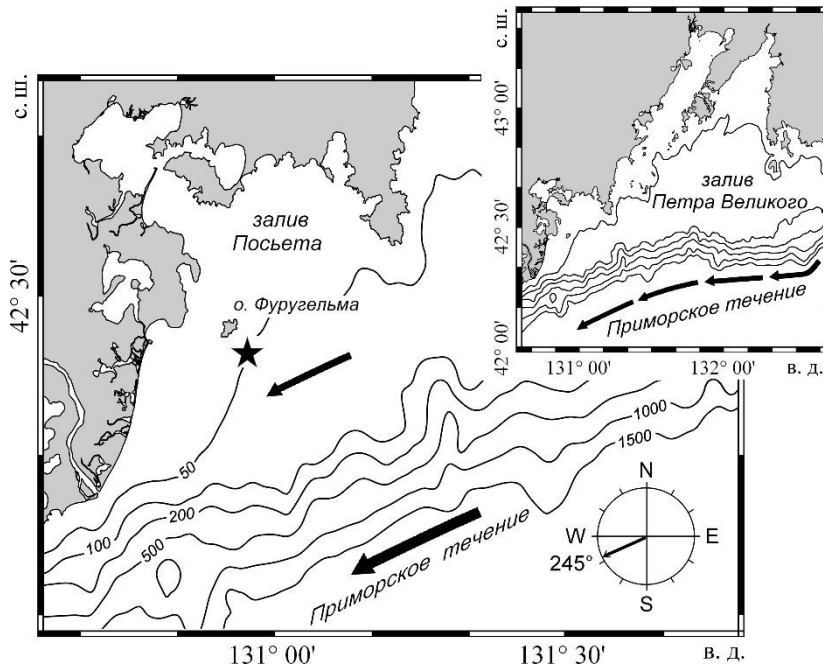 с. ш.
42° 30'
залив
Посьета
о. Фуругельма
50
100
200
500
1000
1500
Приморское течение
N
W
E
S
245°
131° 00'
131° 30'
в. д.
с. ш.
43° 00'
42° 30'
42° 00'
залив
Петра Великого
Приморское течение
131° 00'
132° 00'
в. д.